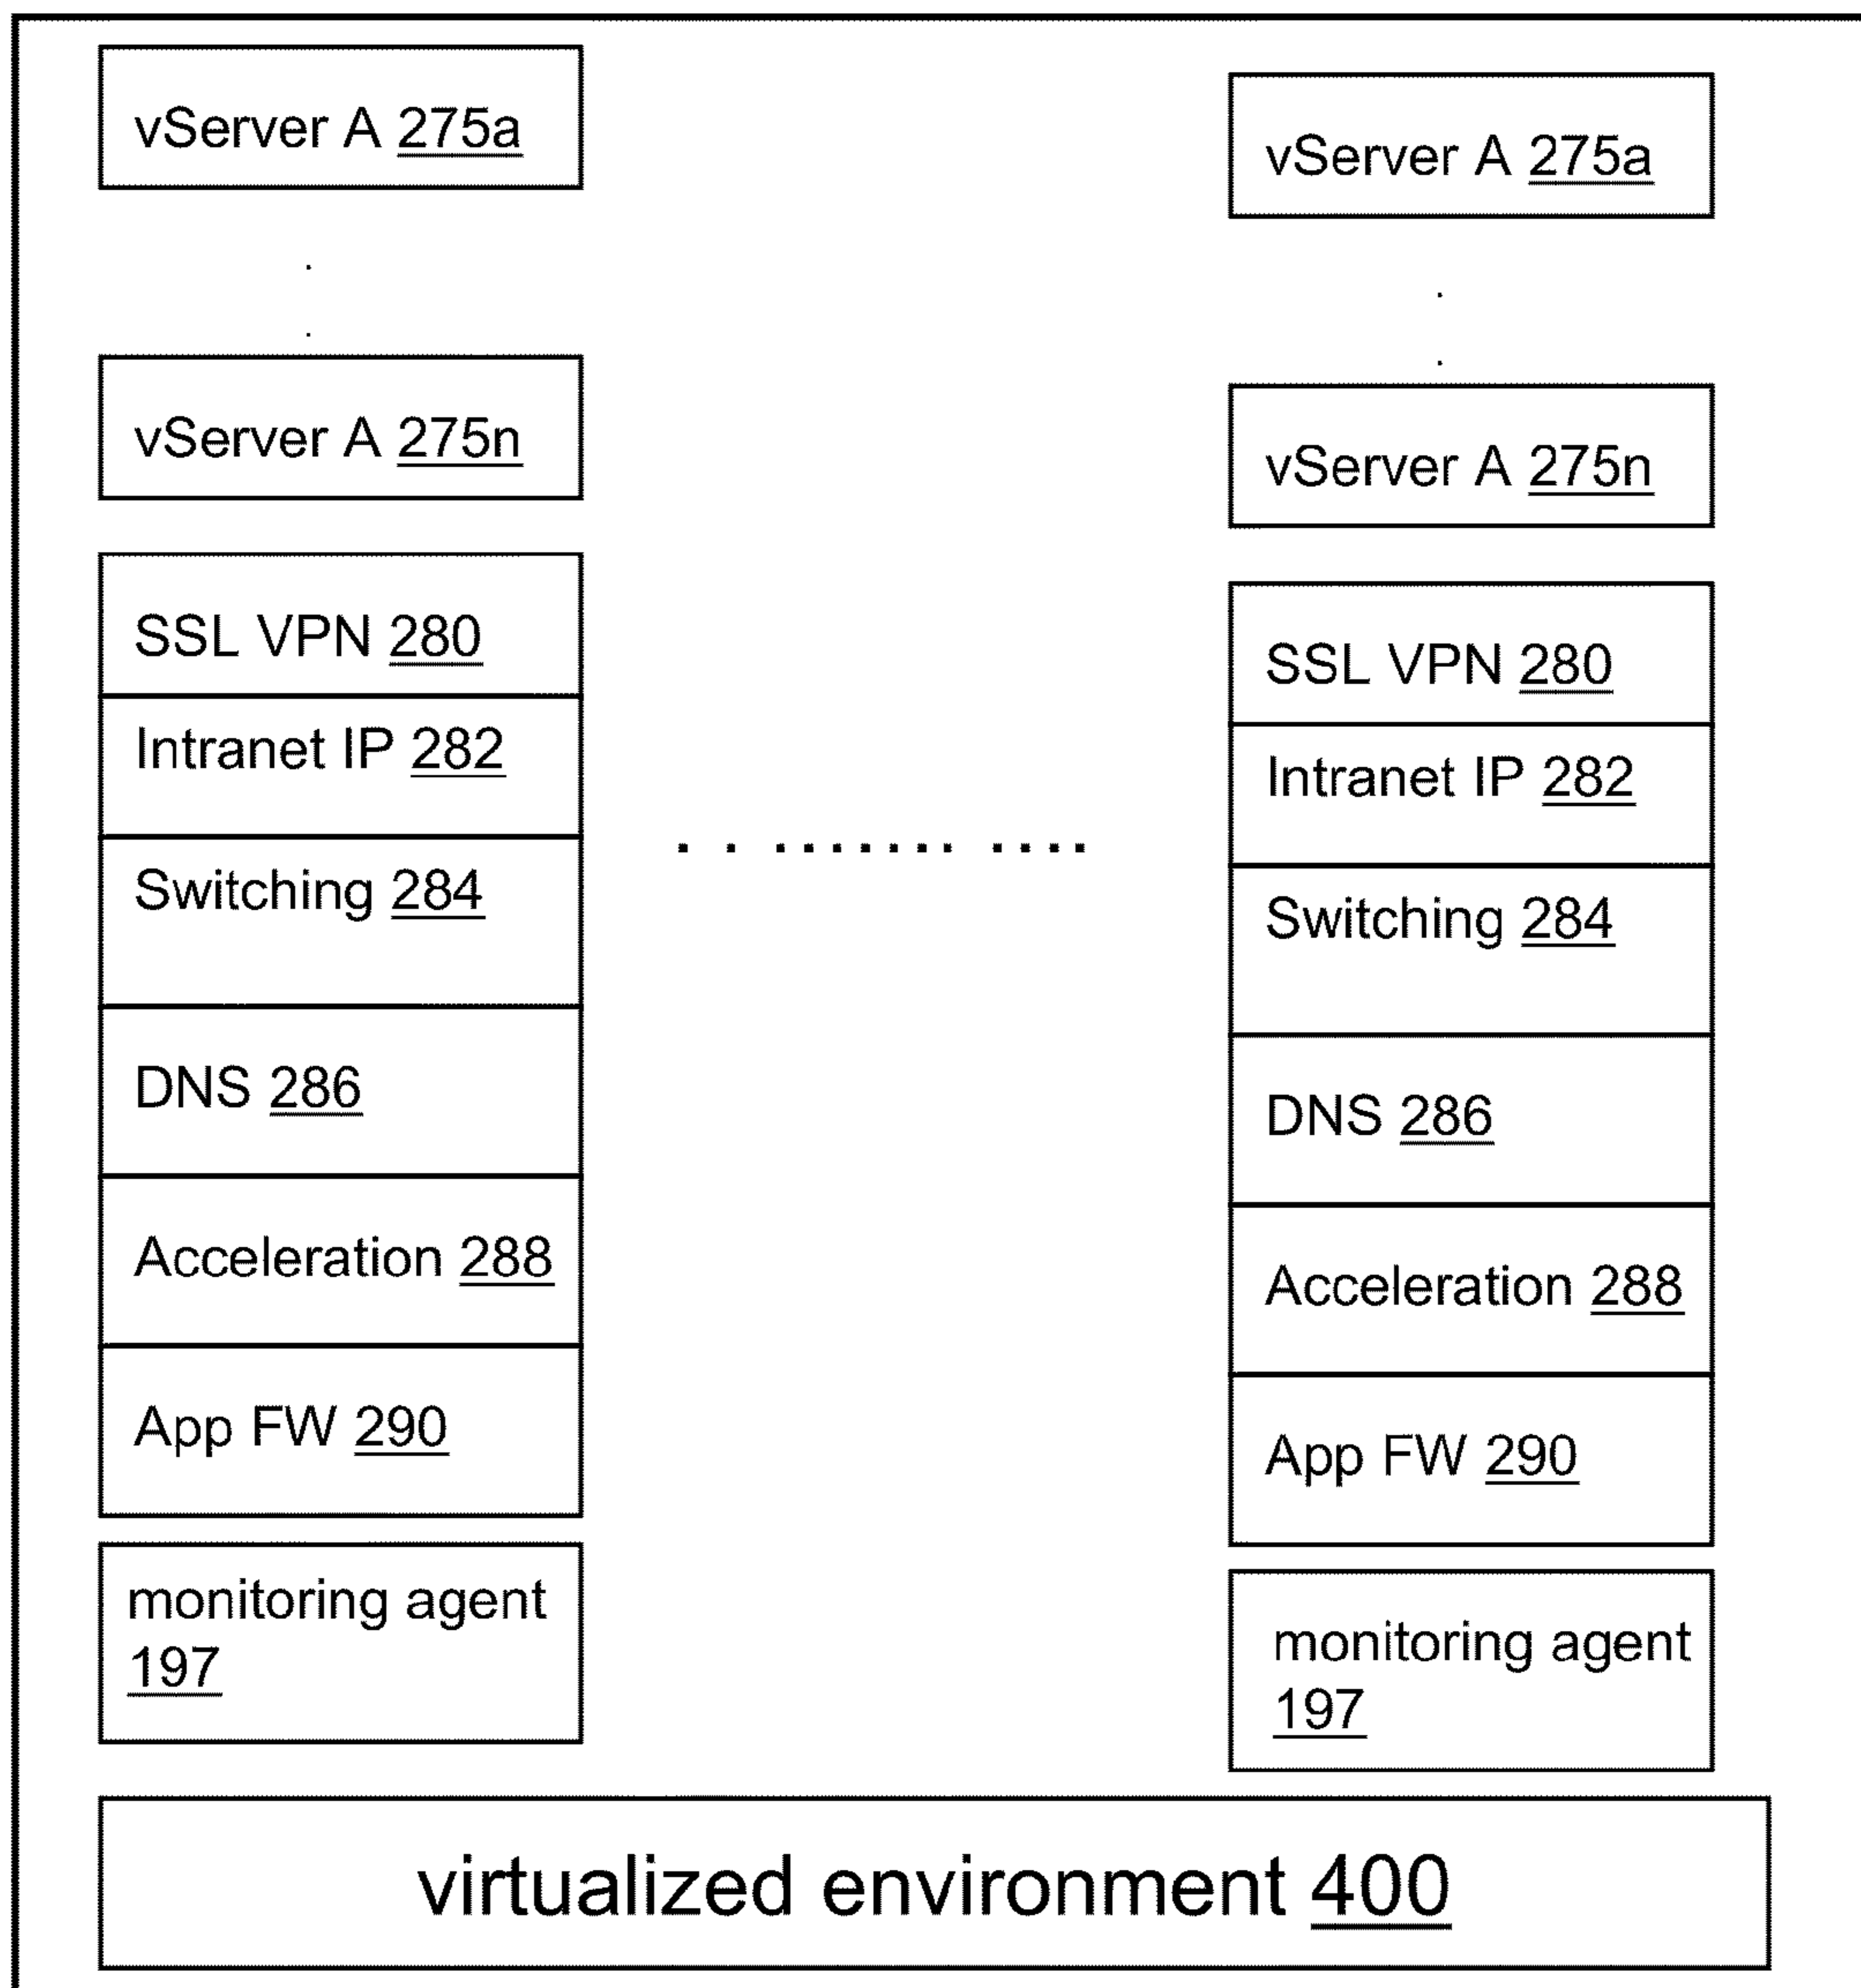 vServer A 275a
vServer A 275n
SSL VPN 280
Intranet IP 282
Switching 284
DNS 286
Acceleration 288
App FW 290
monitoring agent
197
vServer A 275a
vServer A 275n
SSL VPN 280
Intranet IP 282
Switching 284
DNS 286
Acceleration 288
App FW 290
monitoring agent
197
virtualized environment 400